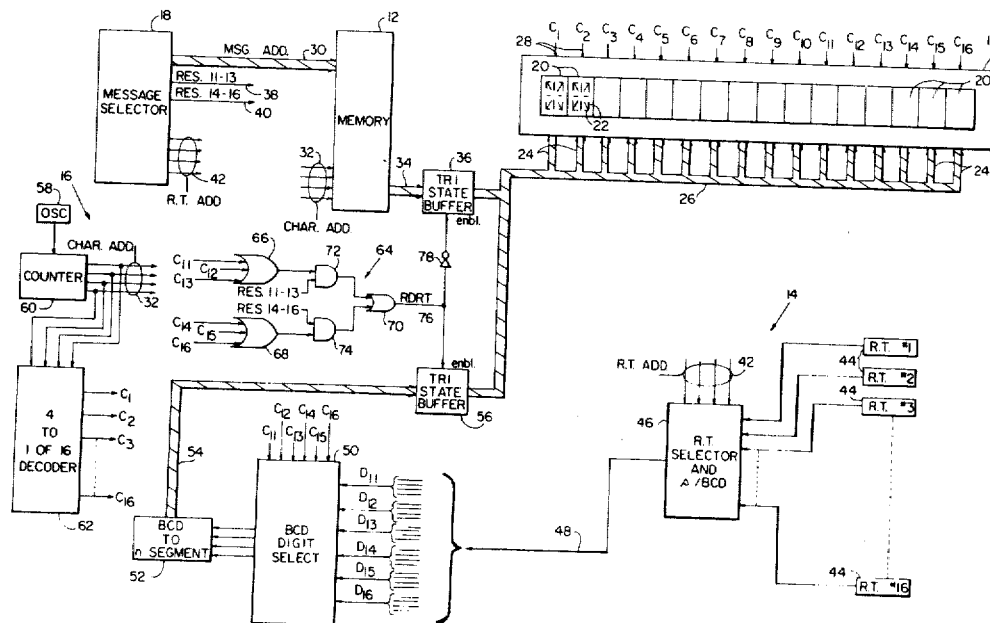 18
MESSAGE SELECTOR
MSG ADD. 30
RES. 11-13
38
RES. 14-16
40
42
R.T. ADD
12
MEMORY
32
CHAR. ADD.
34
36
TRI STATE BUFFER
enbl.
C1 C2 C3 C4 C5 C6 C7 C8 C9 C10 C11 C12 C13 C14 C15 C16
28
20
20
22
24
24
26
16
58
OSC
COUNTER
60
CHAR. ADD.
32
4 TO 1 OF 16 DECODER
62
C1
C2
C3
C16
C11
C12
C13
66
RES. 11-13
72
64
RES 14-16
C14
C15
C16
68
74
70
RDRT
76
78
enbl.
TRI STATE BUFFER
56
54
BCD TO n SEGMENT
52
C11 C12 C13 C14 C15 C16
50
BCD DIGIT SELECT
D11
D12
D13
D14
D15
D16
48
14
R.T. ADD
42
46
R.T. SELECTOR AND /BCD
R.T. #1
44
R.T. #2
44
R.T. #3
44
R.T. #16